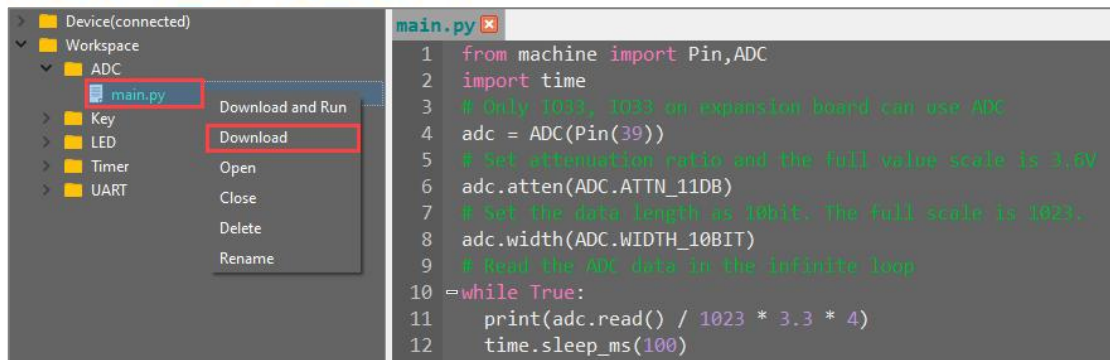 Device(connected)
Workspace
ADC
main.py
Key
LED
Timer
UART
Download and Run
Download
Open
Close
Delete
Rename
main.py
1 from machine import Pin,ADC
2 import time
3 # Only IO33, IO33 on expansion board can use ADC
4 adc = ADC(Pin(39))
5 # Set attenuation ratio and the full value scale is 3.6V
6 adc.atten(ADC.ATTN_11DB)
7 # Set the data length as 10bit. The full scale is 1023.
8 adc.width(ADC.WIDTH_10BIT)
9 # Read the ADC data in the infinite loop
10 while True:
11 print(adc.read() / 1023 * 3.3 * 4)
12 time.sleep_ms(100)